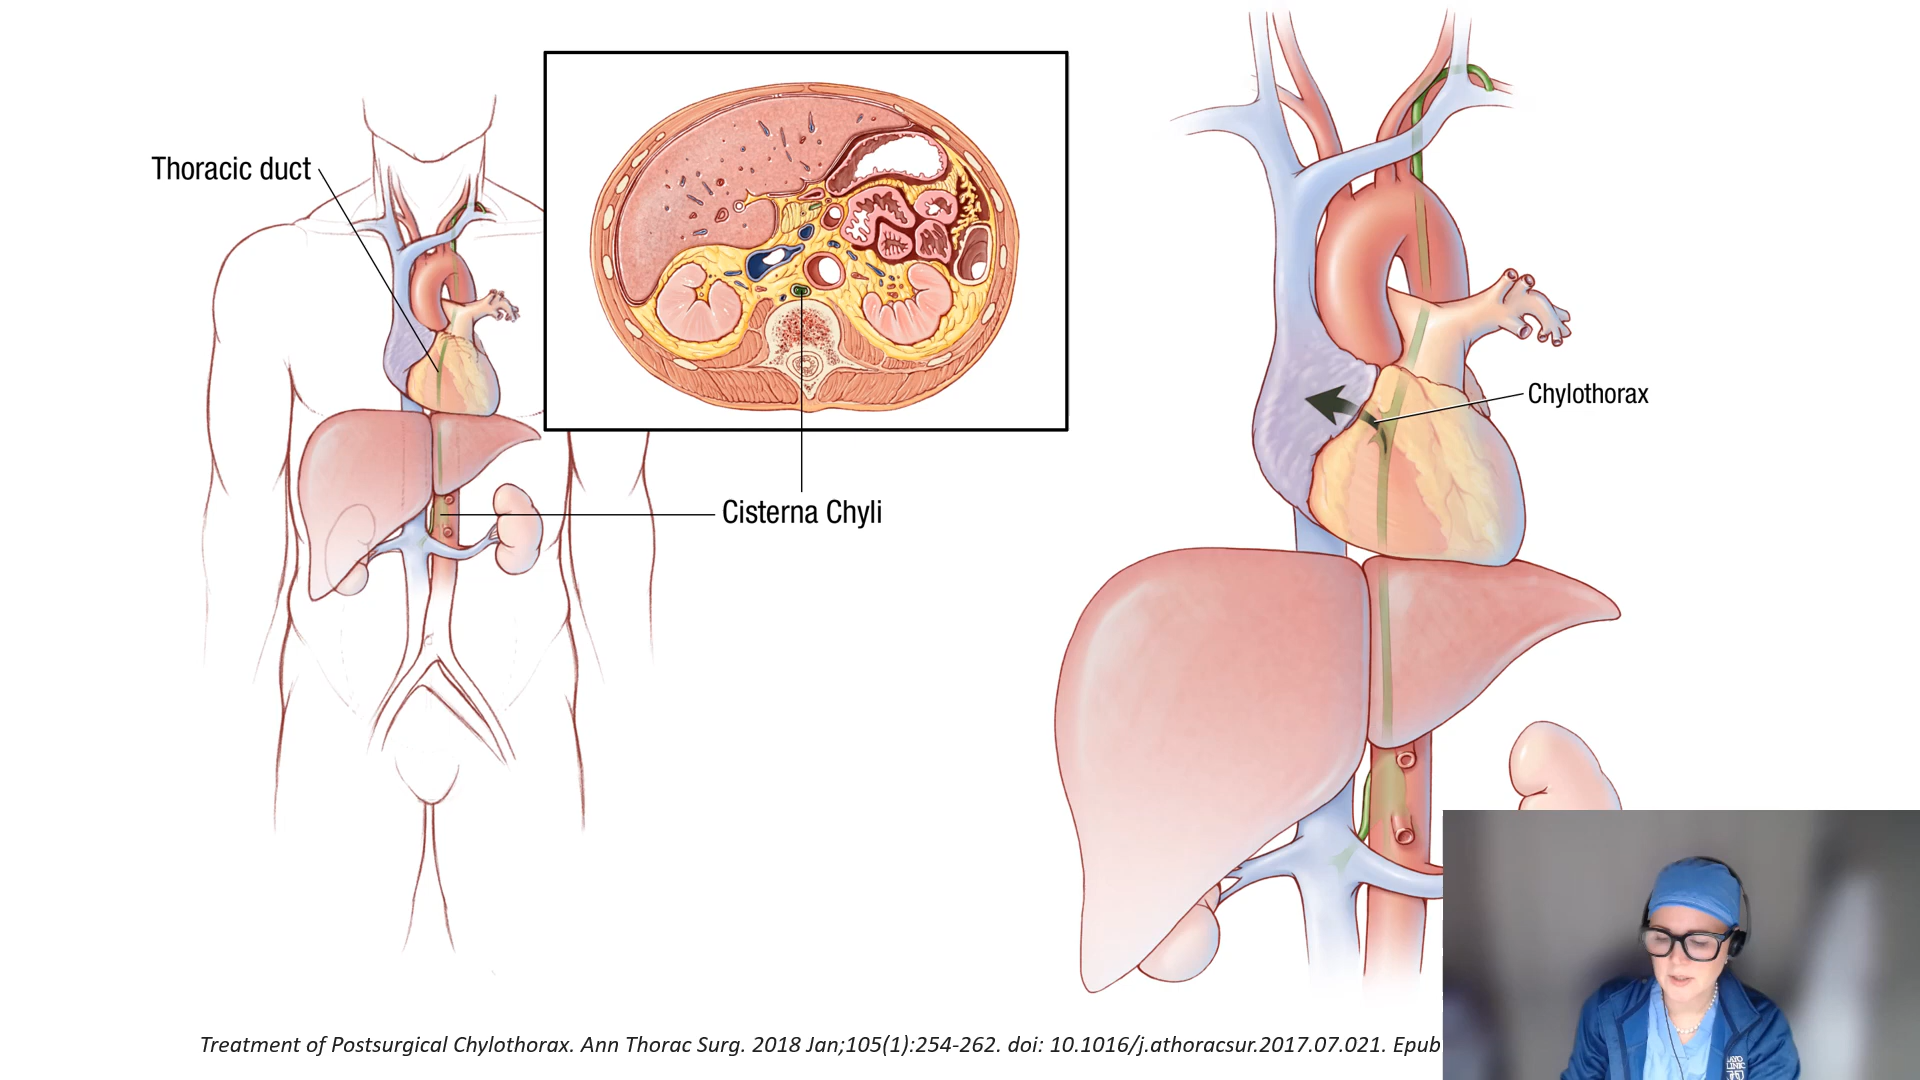 Thoracic duct
Cisterna Chyli
Chylothorax
Treatment of Postsurgical Chylothorax. Ann Thorac Surg. 2018 Jan;105(1):254-262. doi: 10.1016/j.athoracsur.2017.07.021. Epub